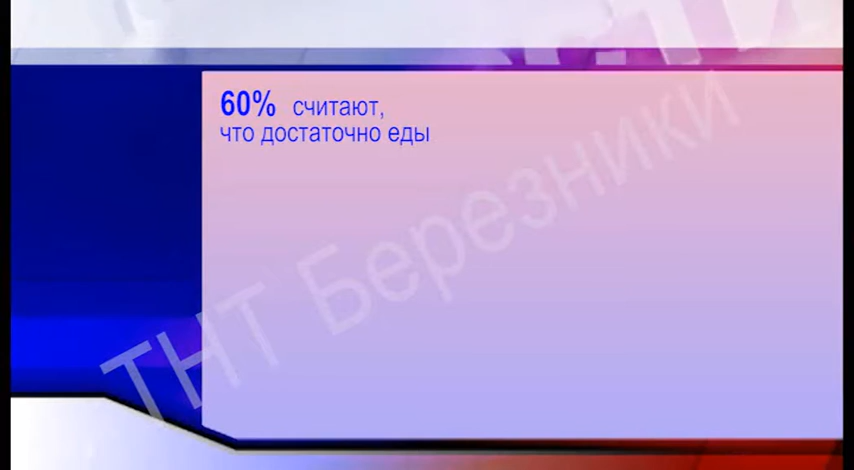 60% считают,
что достаточно еды
ТНТ Березники